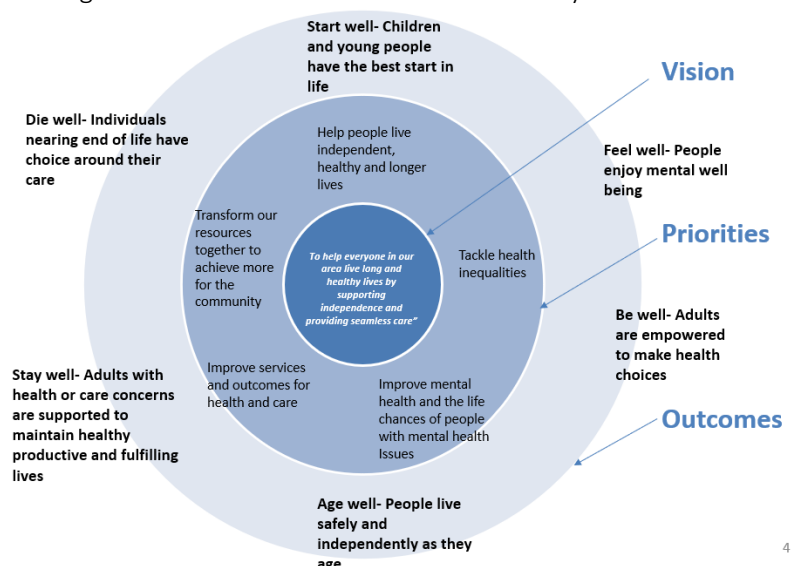 Start well- Children
and young people
have the best start in
life
Vision
Die well- Individuals
nearing end of life have
choice around their
care
Help people live
independent,
healthy and longer
lives
Feel well- People
enjoy mental well
being
Transform our
resources
together to
achieve more
for the
community
To help everyone in our
area live long and
healthy lives by
supporting
independence and
providing seamless care"
Tackle health
inequalities
Priorities
Be well- Adults
are empowered
to make health
choices
Stay well- Adults with
health or care concerns
are supported to
maintain healthy
productive and fulfilling
lives
Improve services
and outcomes for
health and care
Improve mental
health and the life
chances of people
with mental health
Issues
Outcomes
Age well- People live
safely and
independently as they
age
4